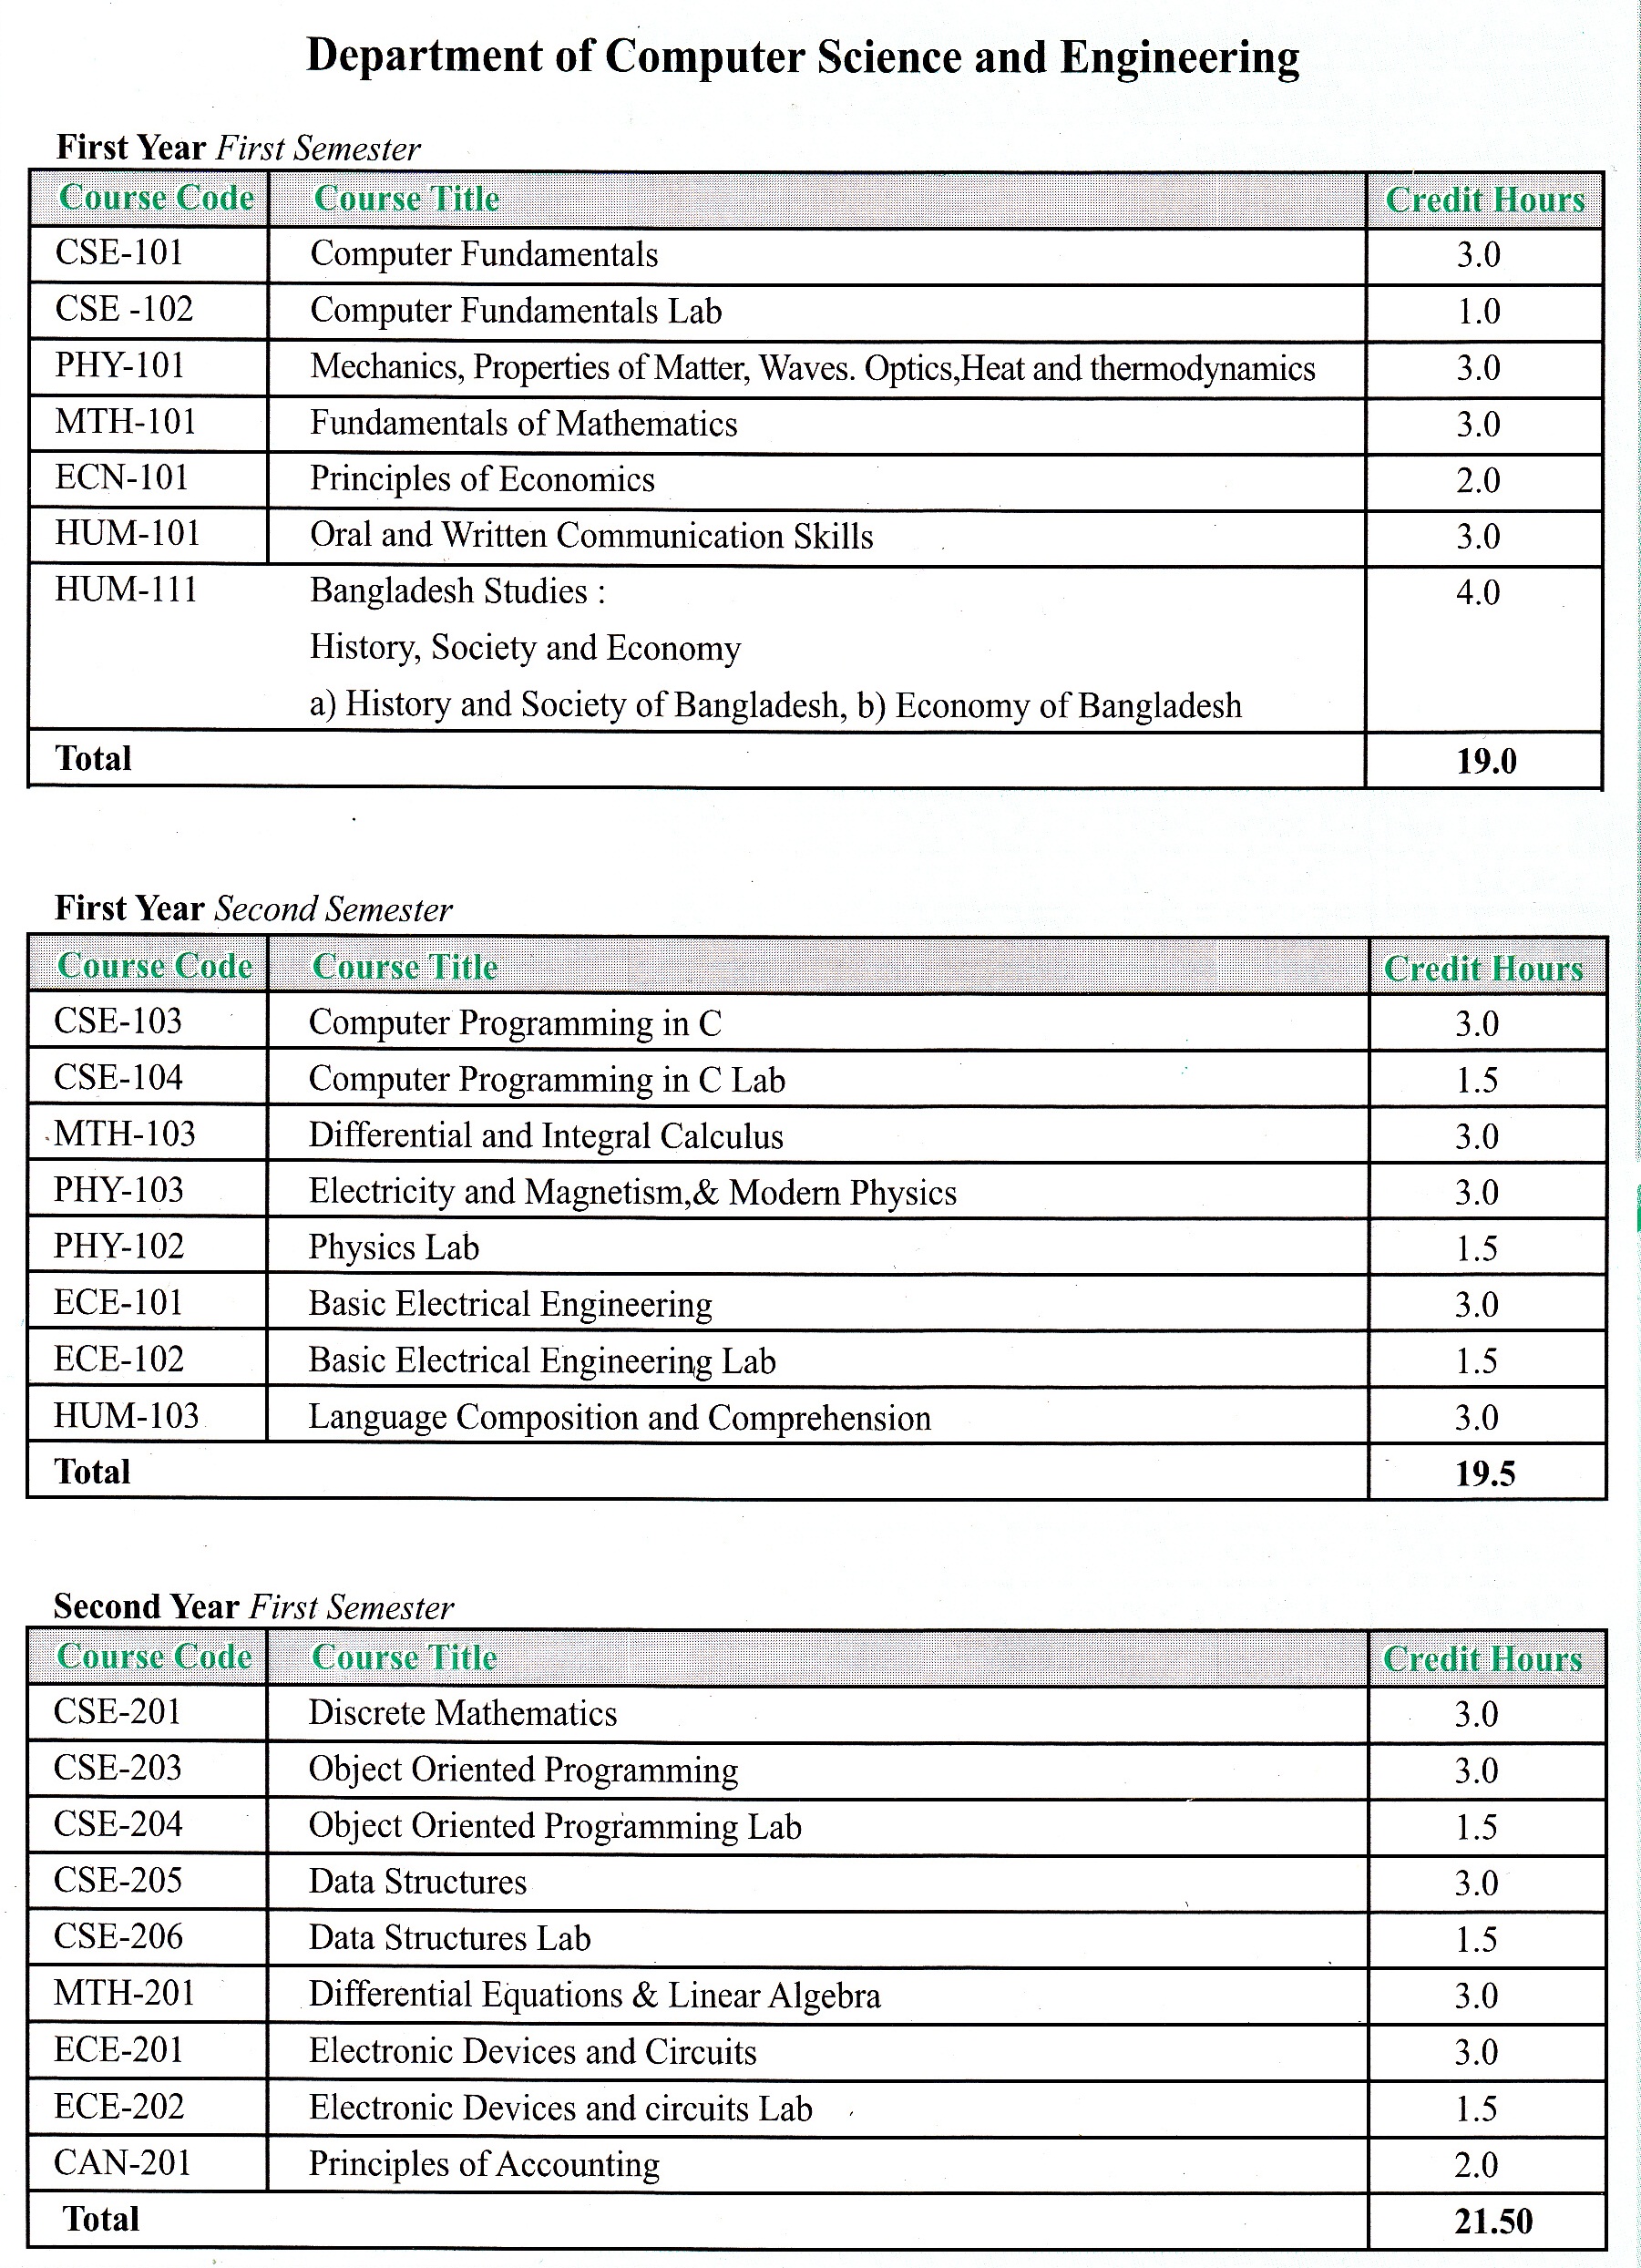 Department of Computer Science and Engineering
First Year First Semester
Course Code Course Title Credit Hours
CSE-101 Computer Fundamentals 3.0
CSE -102 Computer Fundamentals Lab 1.0
PHY-101 Mechanics, Properties of Matter, Waves. Optics,Heat and thermodynamics 3.0
MTH-101 Fundamentals of Mathematics 3.0
ECN-101 Principles of Economics 2.0
HUM-101 Oral and Written Communication Skills 3.0
HUM-111 Bangladesh Studies : 4.0
History, Society and Economy
a) History and Society of Bangladesh, b) Economy of Bangladesh
Total 19.0
First Year Second Semester
Course Code Course Title Credit Hours
CSE-103 Computer Programming in C 3.0
CSE-104 Computer Programming in C Lab 1.5
MTH-103 Differential and Integral Calculus 3.0
PHY-103 Electricity and Magnetism,& Modern Physics 3.0
PHY-102 Physics Lab 1.5
ECE-101 Basic Electrical Engineering 3.0
ECE-102 Basic Electrical Engineering Lab 1.5
HUM-103 Language Composition and Comprehension 3.0
Total 19.5
Second Year First Semester
Course Code Course Title Credit Hours
CSE-201 Discrete Mathematics 3.0
CSE-203 Object Oriented Programming 3.0
CSE-204 Object Oriented Programming Lab 1.5
CSE-205 Data Structures 3.0
CSE-206 Data Structures Lab 1.5
MTH-201 Differential Equations & Linear Algebra 3.0
ECE-201 Electronic Devices and Circuits 3.0
ECE-202 Electronic Devices and circuits Lab 1.5
CAN-201 Principles of Accounting 2.0
Total 21.50